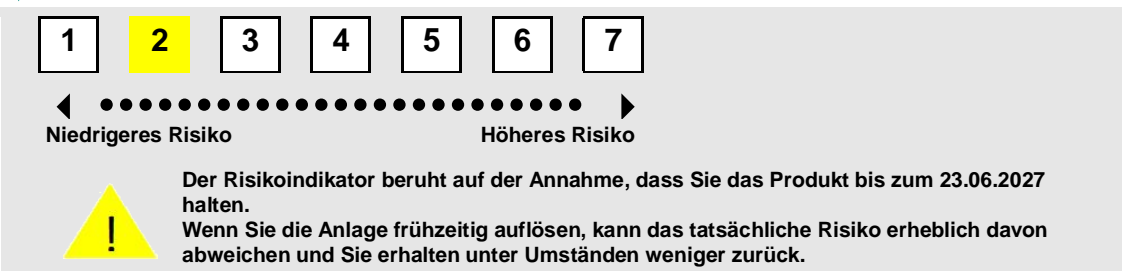 1 2 3 4 5 6 7
Niedrigeres Risiko Höheres Risiko
Der Risikoindikator beruht auf der Annahme, dass Sie das Produkt bis zum 23.06.2027
halten.
Wenn Sie die Anlage frühzeitig auflösen, kann das tatsächliche Risiko erheblich davon
abweichen und Sie erhalten unter Umständen weniger zurück.
!